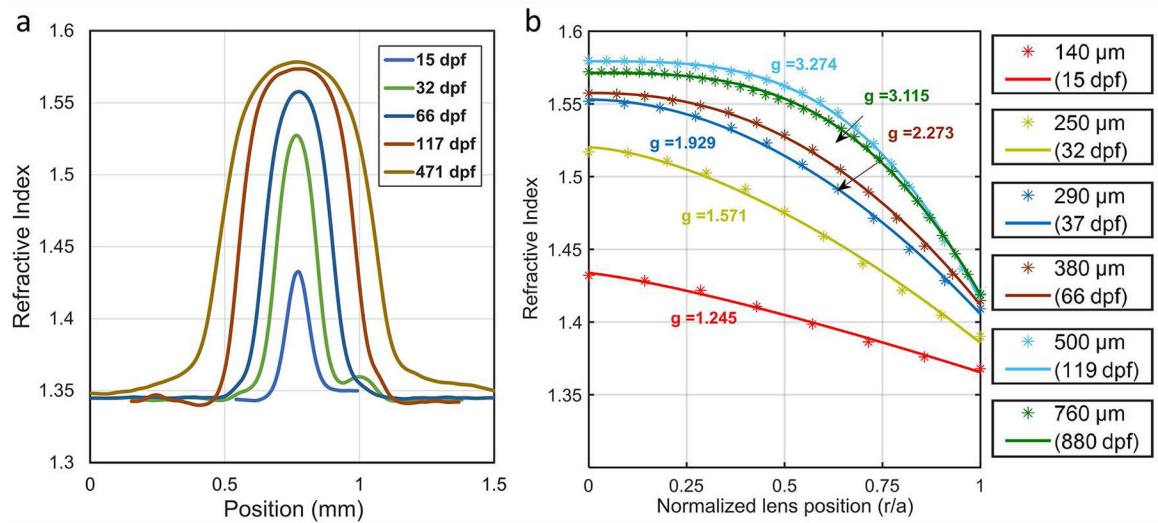 a
1.6
1.55
1.5
1.45
1.4
1.35
1.3
0
0.5
1
1.5
Refractive Index
Position (mm)
15 dpf
32 dpf
66 dpf
117 dpf
471 dpf
b
1.6
1.55
1.5
1.45
1.4
1.35
0
0.25
0.5
0.75
1
Refractive Index
Normalized lens position (r/a)
g =3.274
g =3.115
g =2.273
g =1.929
g =1.571
g =1.245
140 µm
(15 dpf)
250 µm
(32 dpf)
290 µm
(37 dpf)
380 µm
(66 dpf)
500 µm
(119 dpf)
760 µm
(880 dpf)